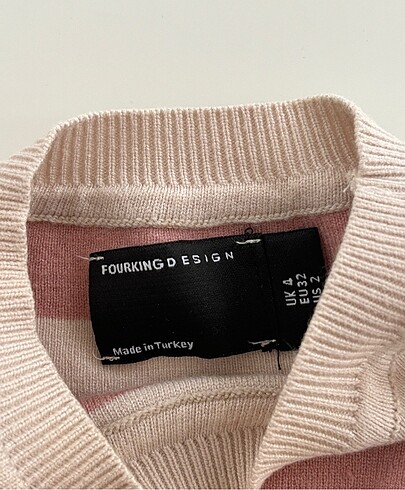 FOURKING DESIGN
Made in Turkey
UK 4
EU 32
US 2